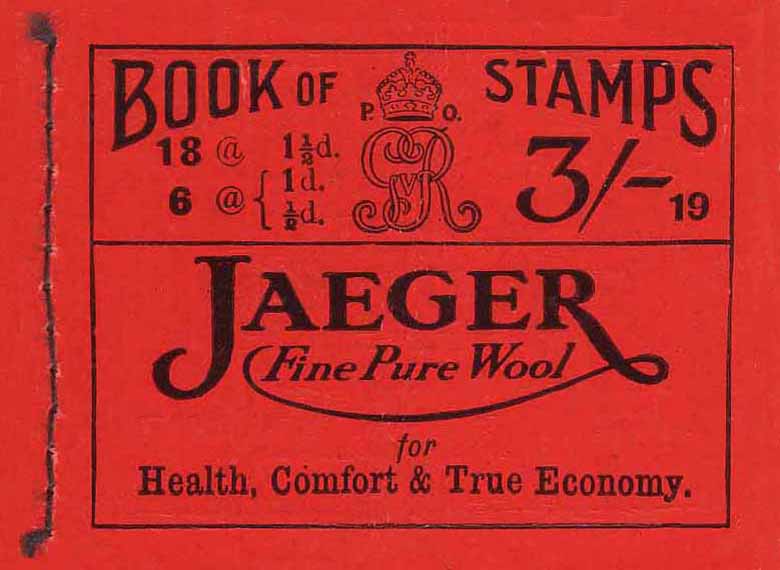 BOOK OF STAMPS
P. O.
18 @ 1½d.
6 @ { 1d.
½d.
GVR
3/- 19
JAEGER
Fine Pure Wool
for
Health, Comfort & True Economy.